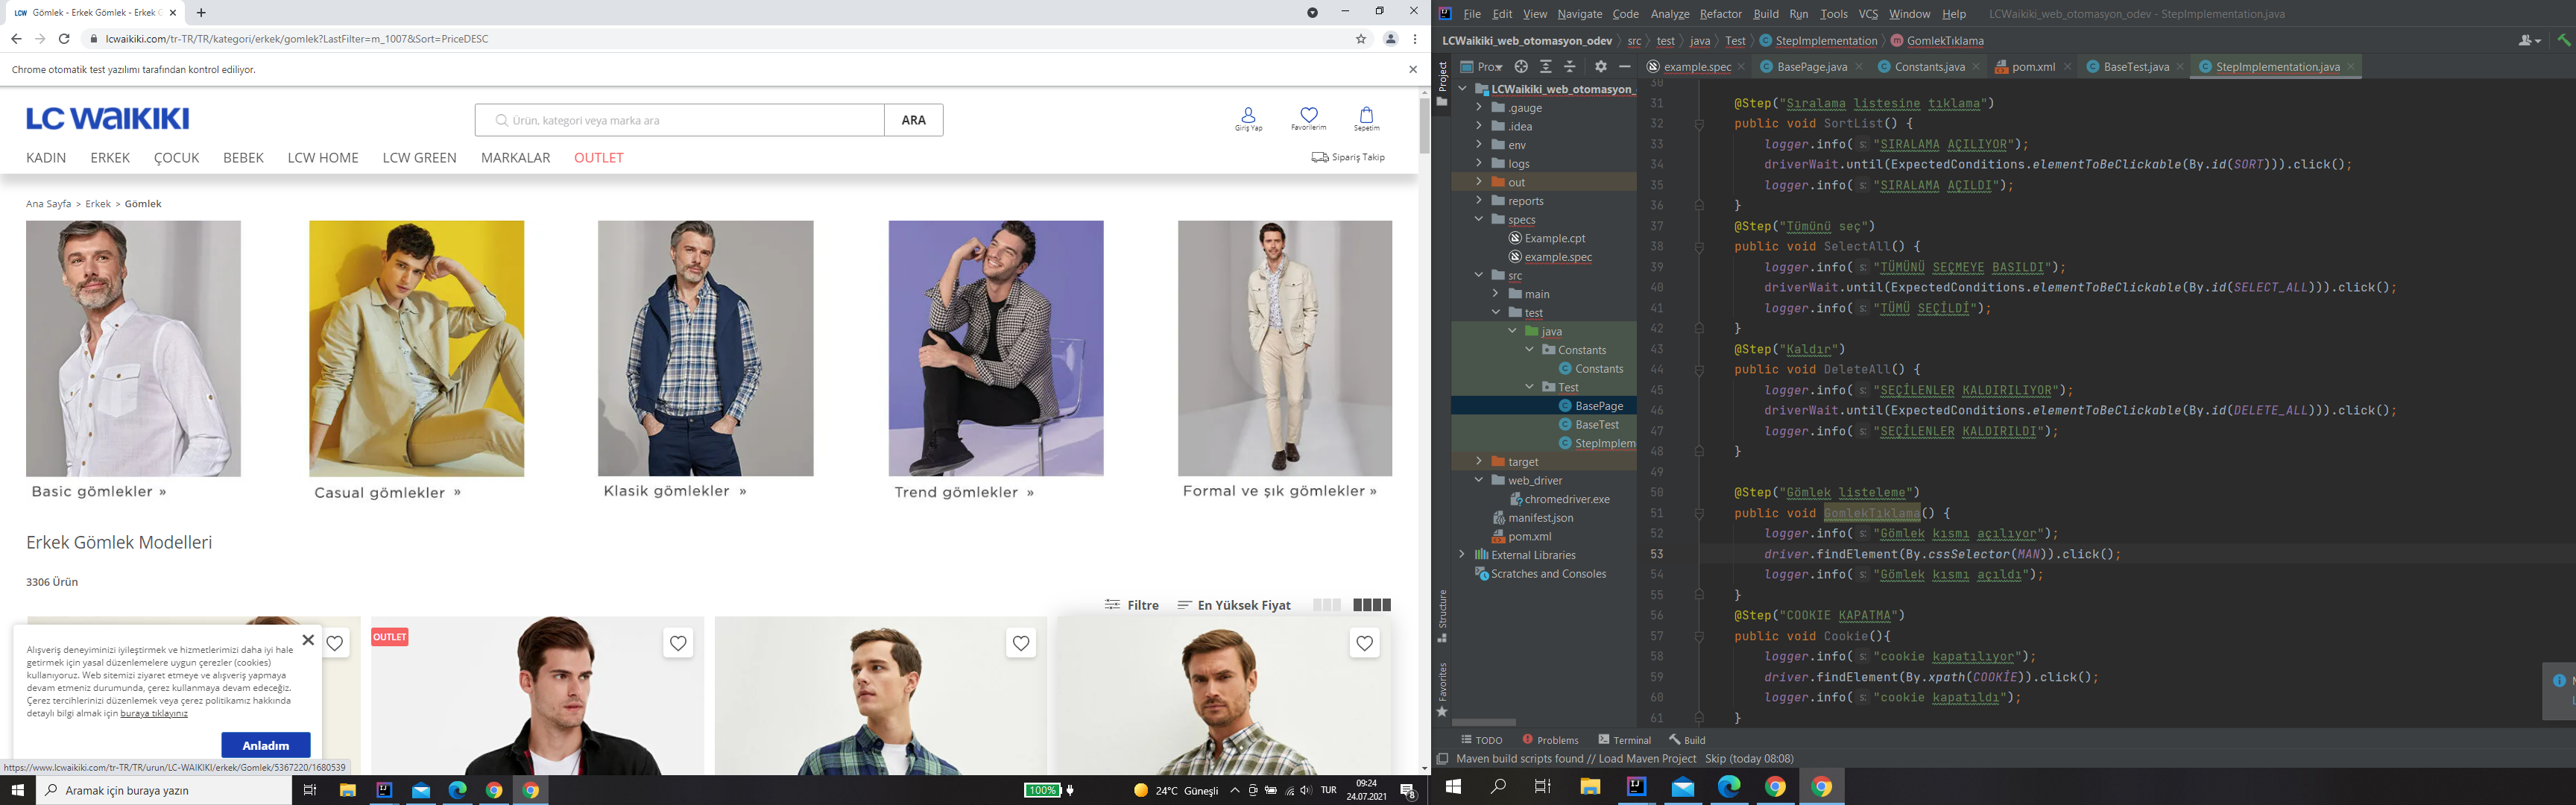 LCW Gömlek - Erkek Gömlek - Erkek G
lcwaikiki.com/tr-TR/TR/kategori/erkek/gomlek?LastFilter=m_1007&Sort=PriceDESC
Chrome otomatik test yazılımı tarafından kontrol ediliyor.
LC WAIKIKI
Ürün, kategori veya marka ara
ARA
Giriş Yap
Favorilerim
Sepetim
KADIN ERKEK ÇOCUK BEBEK LCW HOME LCW GREEN MARKALAR OUTLET
Sipariş Takip
Ana Sayfa > Erkek > Gömlek
Basic gömlekler »
Casual gömlekler »
Klasik gömlekler »
Trend gömlekler »
Formal ve şık gömlekler »
Erkek Gömlek Modelleri
3306 Ürün
Filtre
En Yüksek Fiyat
OUTLET
Alışveriş deneyiminizi iyileştirmek ve hizmetlerimizi daha iyi hale
getirmek için yasal düzenlemelere uygun çerezler (cookies)
kullanıyoruz. Web sitemizi ziyaret etmeye ve alışveriş yapmaya
devam etmeniz durumunda, çerez kullanmaya devam edeceğiz.
Çerez tercihlerinizi düzenlemek veya çerez politikamız hakkında
detaylı bilgi almak için buraya tıklayınız
Anladım
https://www.lcwaikiki.com/tr-TR/TR/urun/LC-WAIKIKI/erkek/Gomlek/5367220/1680539
Aramak için buraya yazın
100%
24°C Güneşli
TUR
09:24
24.07.2021
8
File Edit View Navigate Code Analyze Refactor Build Run Tools VCS Window Help LCWaikiki_web_otomasyon_odev - StepImplementation.java
LCWaikiki_web_otomasyon_odev src test java Test StepImplementation GomlekTıklama
Project
Pro
example.spec BasePage.java Constants.java pom.xml BaseTest.java StepImplementation.java
LCWaikiki_web_otomasyon_
.gauge
.idea
env
logs
out
reports
specs
Example.cpt
example.spec
src
main
test
java
Constants
Constants
Test
BasePage
BaseTest
StepImplem
target
web_driver
chromedriver.exe
manifest.json
pom.xml
External Libraries
Scratches and Consoles
Structure
Favorites
30
31 @Step("Sıralama listesine tıklama")
32 public void SortList() {
33 logger.info( s: "SIRALAMA AÇILIYOR");
34 driverWait.until(ExpectedConditions.elementToBeClickable(By.id(SORT))).click();
35 logger.info( s: "SIRALAMA AÇILDI");
36 }
37 @Step("Tümünü seç")
38 public void SelectAll() {
39 logger.info( s: "TÜMÜNÜ SEÇMEYE BASILDI");
40 driverWait.until(ExpectedConditions.elementToBeClickable(By.id(SELECT_ALL))).click();
41 logger.info( s: "TÜMÜ SEÇİLDİ");
42 }
43 @Step("Kaldır")
44 public void DeleteAll() {
45 logger.info( s: "SEÇİLENLER KALDIRILIYOR");
46 driverWait.until(ExpectedConditions.elementToBeClickable(By.id(DELETE_ALL))).click();
47 logger.info( s: "SEÇİLENLER KALDIRILDI");
48 }
49
50 @Step("Gömlek listeleme")
51 public void GomlekTıklama() {
52 logger.info( s: "Gömlek kısmı açılıyor");
53 driver.findElement(By.cssSelector(MAN)).click();
54 logger.info( s: "Gömlek kısmı açıldı");
55 }
56 @Step("COOKIE KAPATMA")
57 public void Cookie(){
58 logger.info( s: "cookie kapatılıyor");
59 driver.findElement(By.xpath(COOKİE)).click();
60 logger.info( s: "cookie kapatıldı");
61 }
TODO Problems Terminal Build
Maven build scripts found // Load Maven Project Skip (today 08:08)